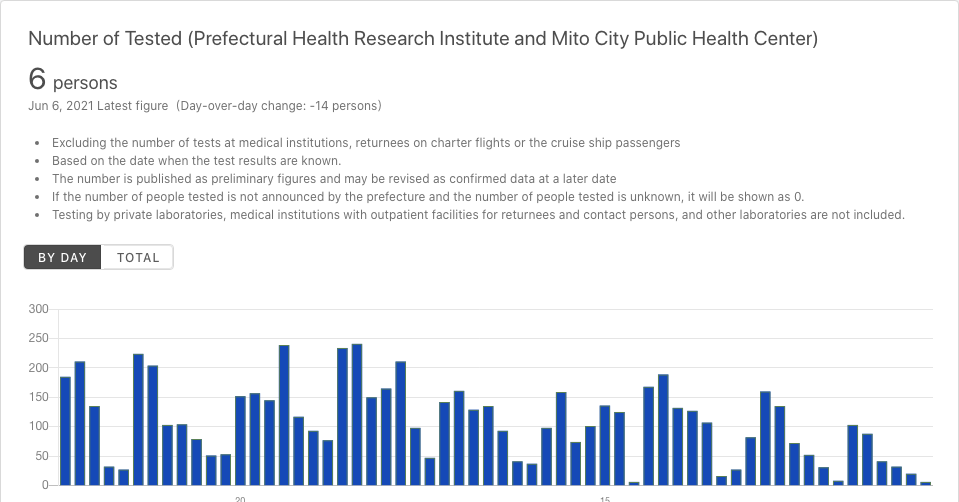 Number of Tested (Prefectural Health Research Institute and Mito City Public Health Center)
6 persons
Jun 6, 2021 Latest figure (Day-over-day change: -14 persons)
• Excluding the number of tests at medical institutions, returnees on charter flights or the cruise ship passengers
• Based on the date when the test results are known.
• The number is published as preliminary figures and may be revised as confirmed data at a later date
• If the number of people tested is not announced by the prefecture and the number of people tested is unknown, it will be shown as 0.
• Testing by private laboratories, medical institutions with outpatient facilities for returnees and contact persons, and other laboratories are not included.
BY DAY TOTAL
300
250
200
150
100
50
0
20 15